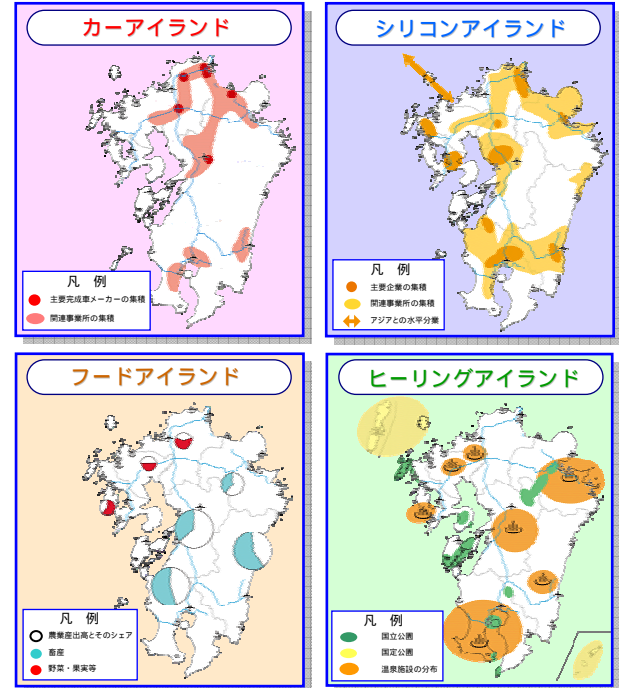 カーアイランド
凡 例
主要完成車メーカーの集積
関連事業所の集積
シリコンアイランド
凡 例
主要企業の集積
関連事業所の集積
アジアとの水平分業
フードアイランド
凡 例
農業産出高とそのシェア
畜産
野菜・果実等
ヒーリングアイランド
凡 例
国立公園
国定公園
温泉施設の分布